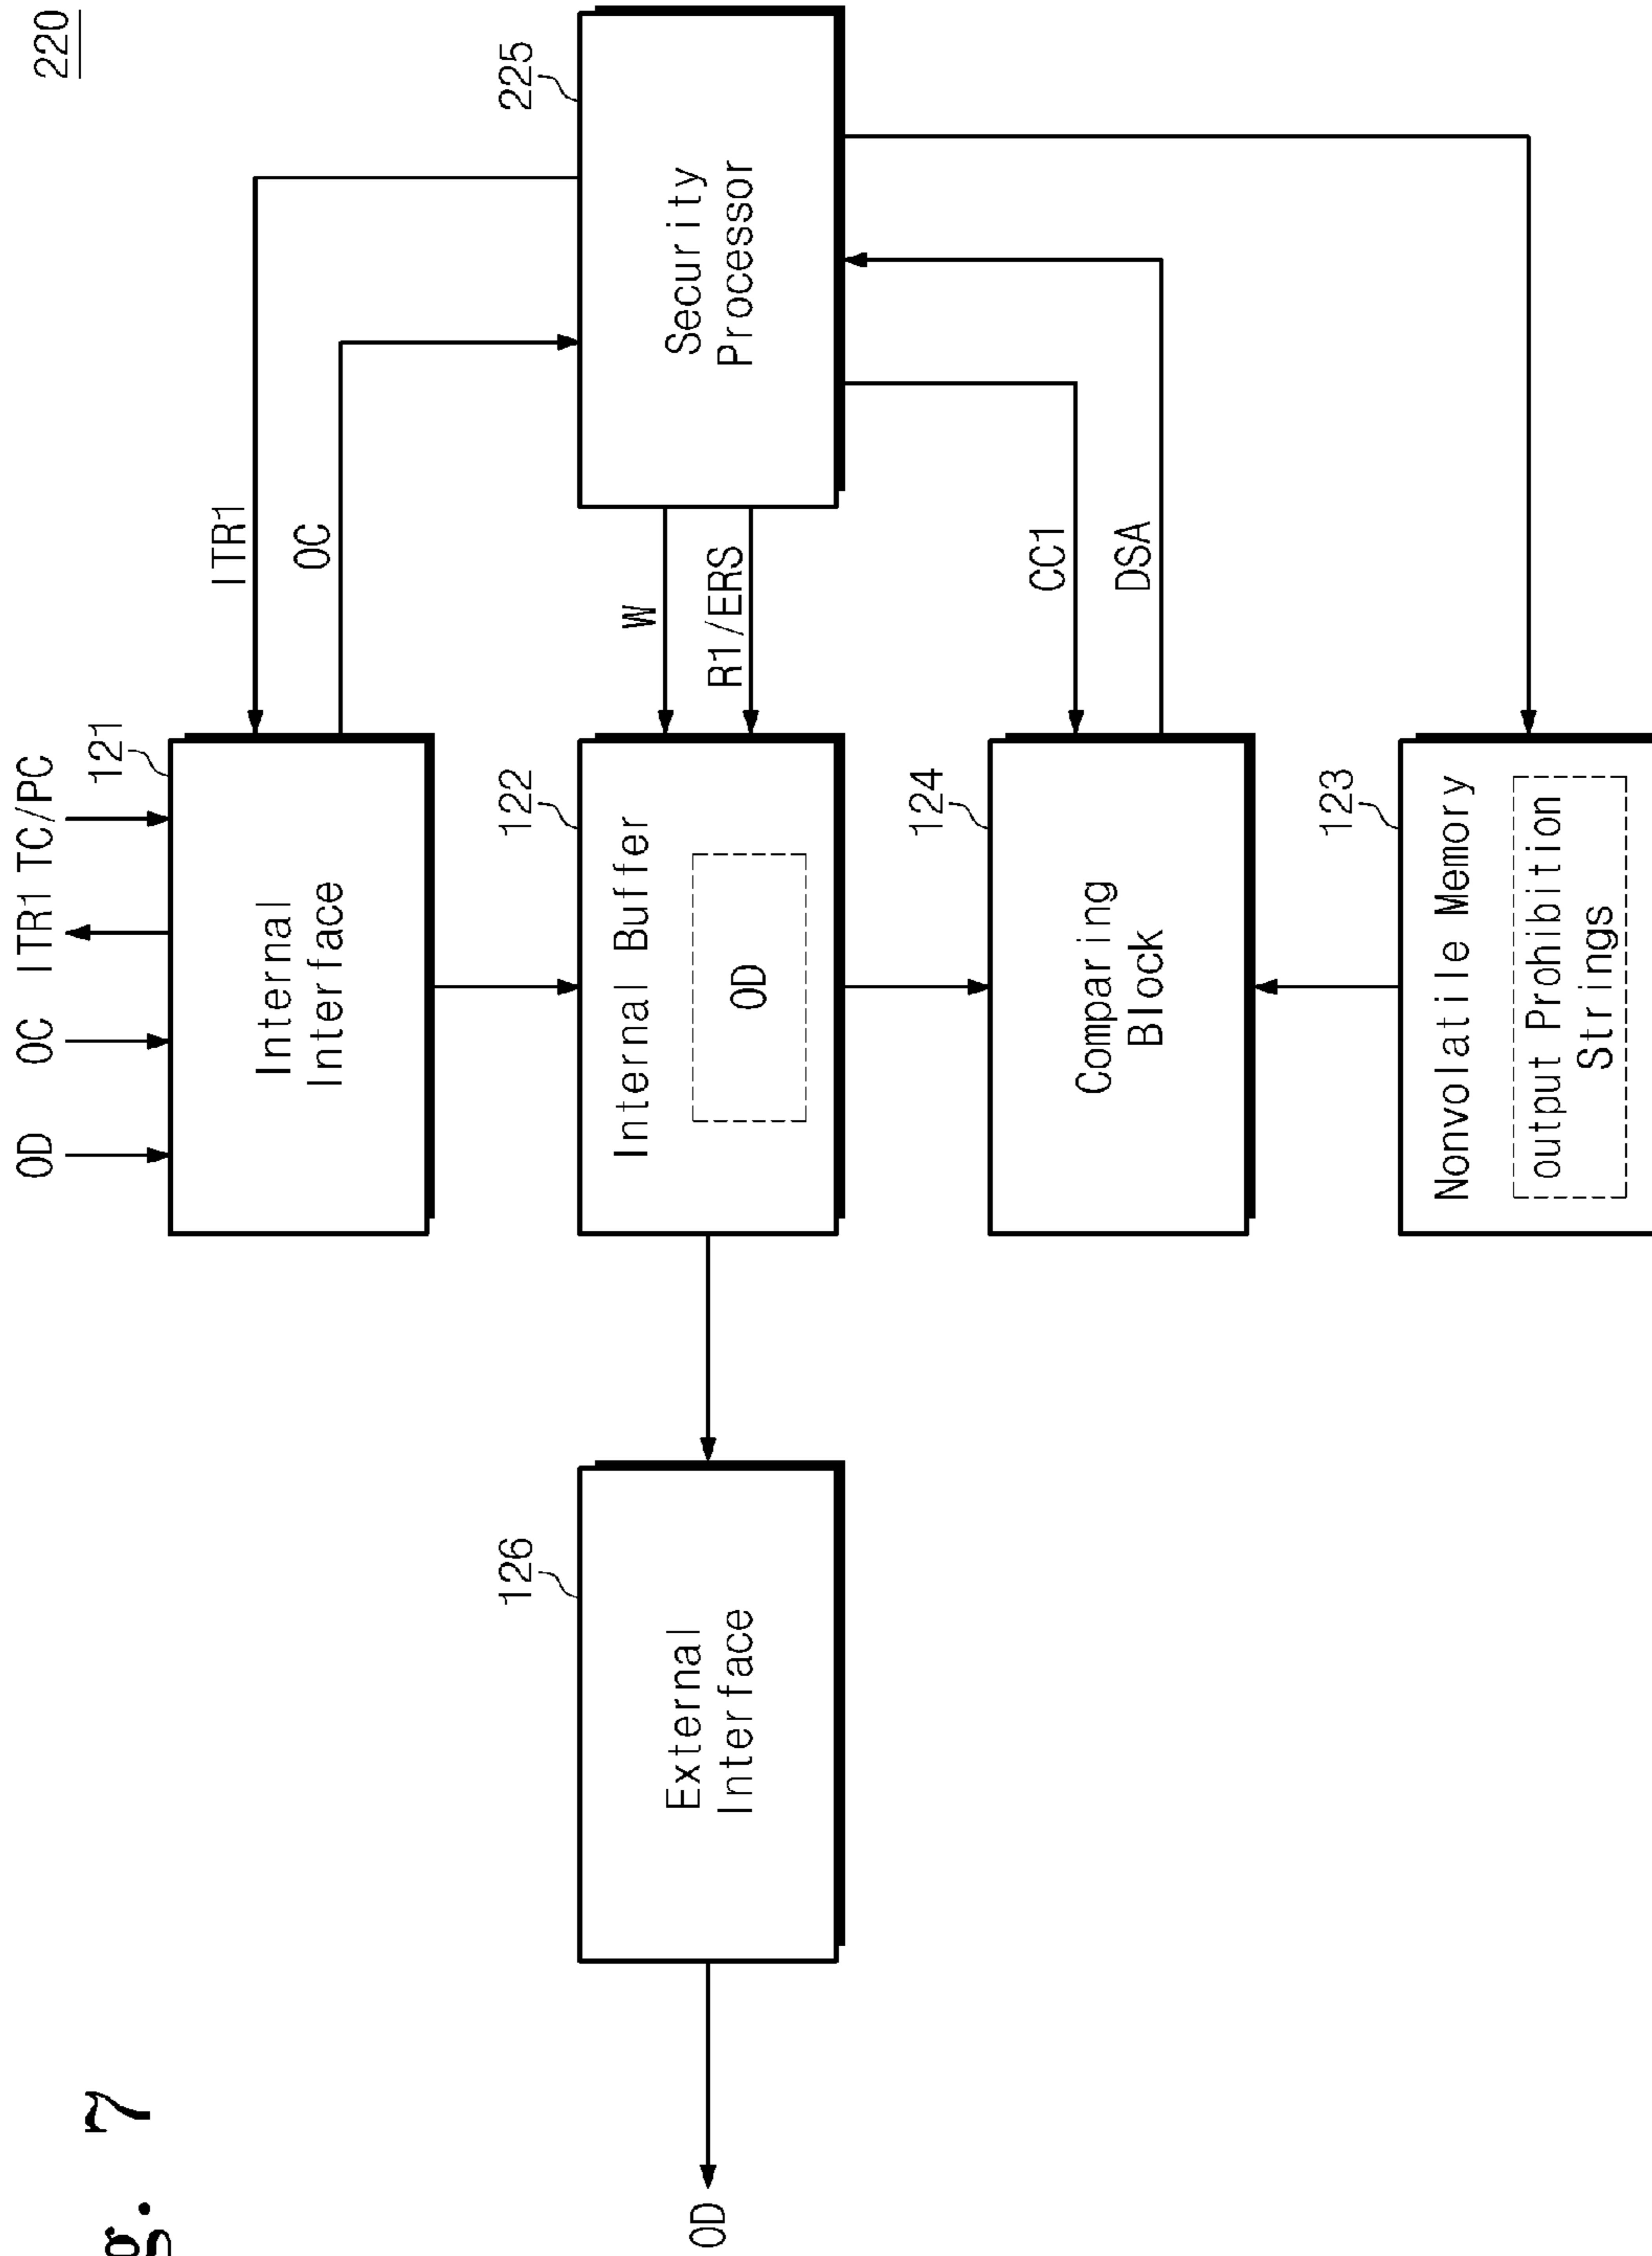 g. 7
220
OD
OC
ITR1
TC/PC
121
Internal
Interface
ITR1
OC
126
External
Interface
OD
122
Internal Buffer
OD
W
R1/ERS
225
Security
Processor
124
Comparing
Block
CC1
DSA
123
Nonvolatile Memory
output Prohibition
Strings